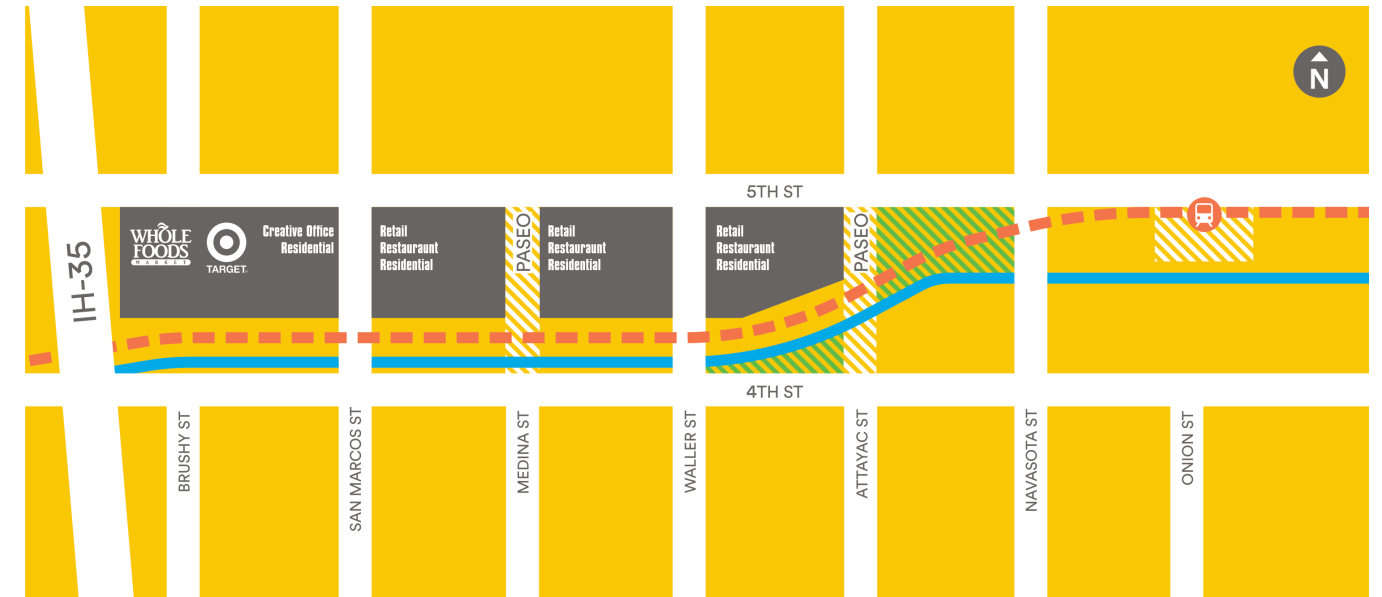 N
5TH ST
IH-35
WHOLE
FOODS
MARKET
TARGET
Creative Office
Residential
Retail
Restauraunt
Residential
PASEO
Retail
Restauraunt
Residential
Retail
Restauraunt
Residential
PASEO
4TH ST
BRUSHY ST
SAN MARCOS ST
MEDINA ST
WALLER ST
ATTAYAC ST
NAVASOTA ST
ONION ST